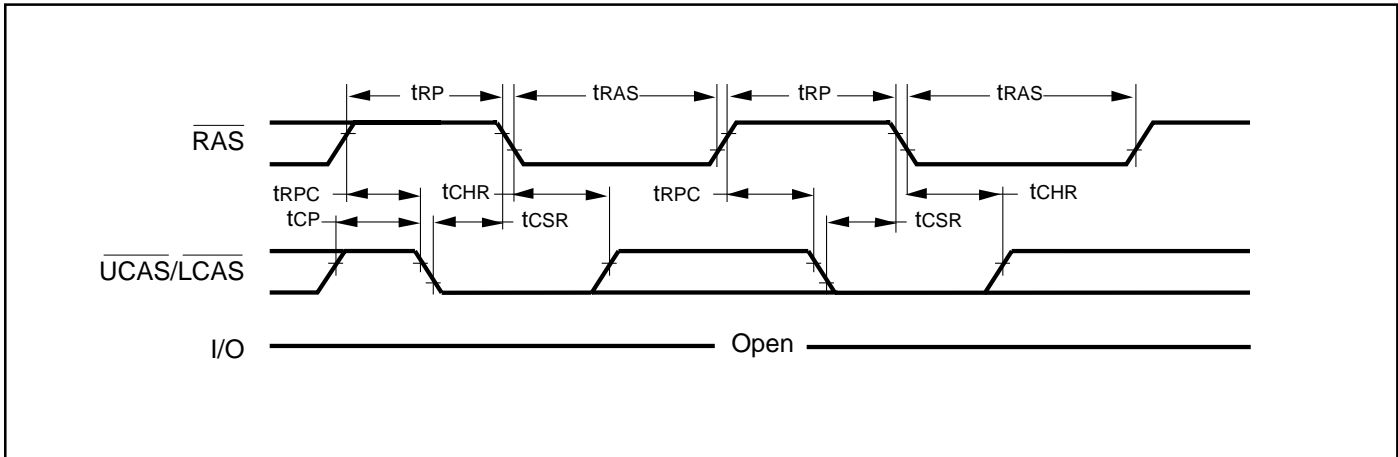 tRP tRAS tRP tRAS
RAS
tRPC tCHR tRPC tCHR
tCP tCSR tCSR
UCAS/LCAS
I/O Open